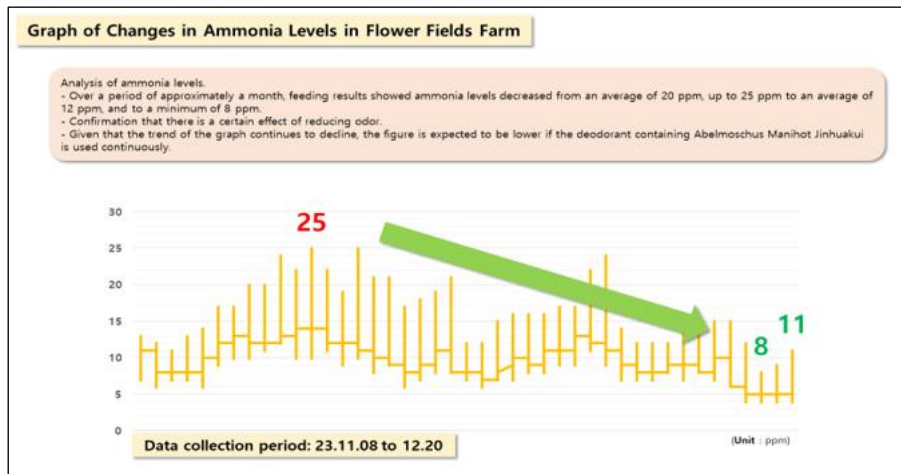 Graph of Changes in Ammonia Levels in Flower Fields Farm
Analysis of ammonia levels.
- Over a period of approximately a month, feeding results showed ammonia levels decreased from an average of 20 ppm, up to 25 ppm to an average of
12 ppm, and to a minimum of 8 ppm.
- Confirmation that there is a certain effect of reducing odor.
- Given that the trend of the graph continues to decline, the figure is expected to be lower if the deodorant containing Abelmoschus Manihot Jinhuakui
is used continuously.
30
25
20
15
10
5
0
25
8
11
Data collection period: 23.11.08 to 12.20
(Unit : ppm)